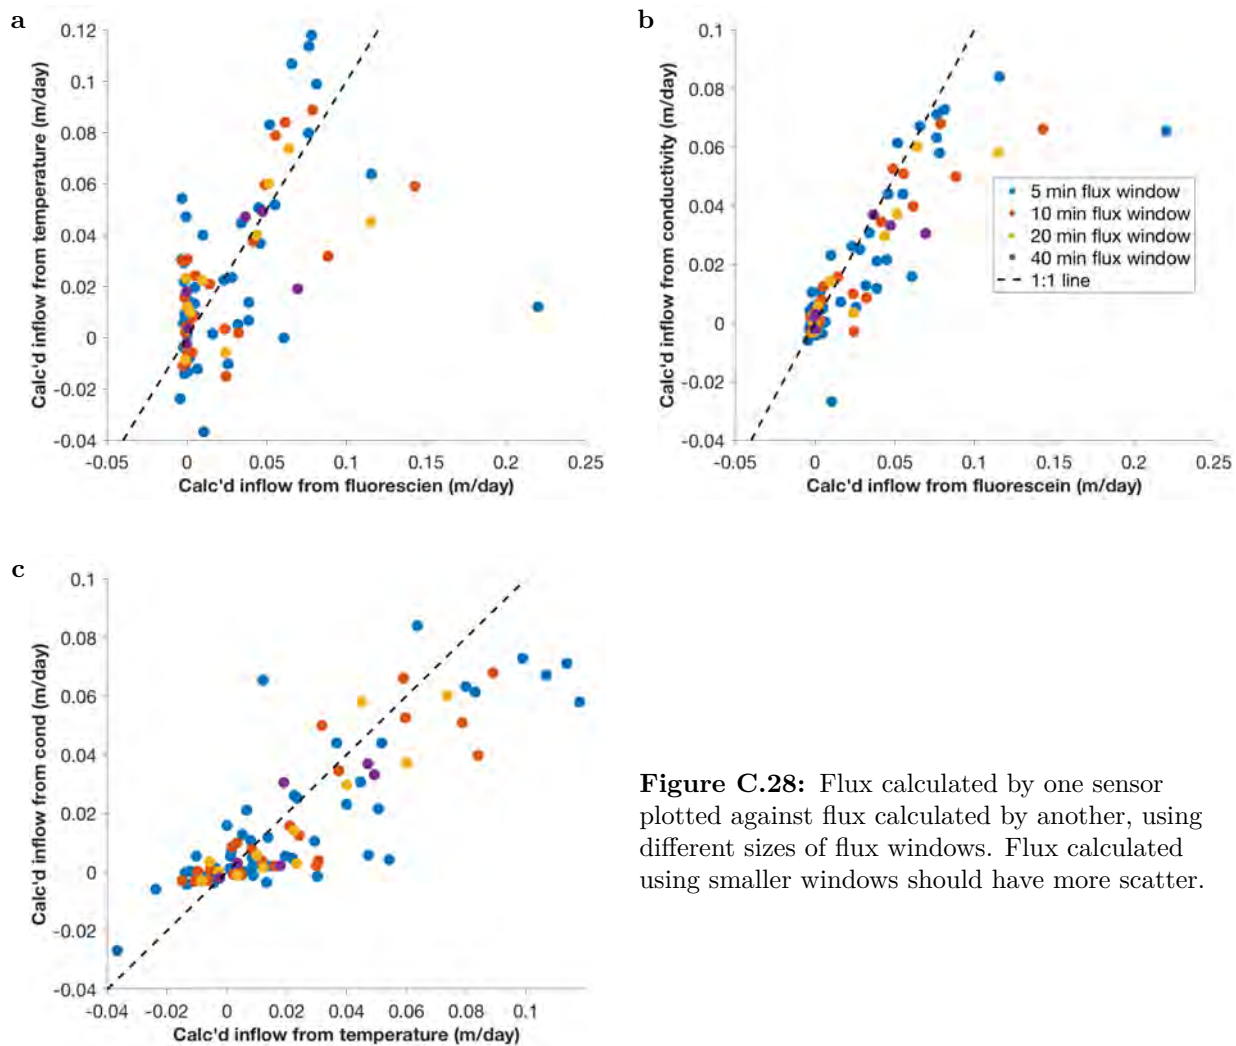 a
0.12
0.1
0.08
0.06
0.04
0.02
0
-0.02
-0.04
Calc'd inflow from temperature (m/day)
-0.05 0 0.05 0.1 0.15 0.2 0.25
Calc'd inflow from fluorescien (m/day)
b
0.1
0.08
0.06
0.04
0.02
0
-0.02
-0.04
Calc'd inflow from conductivity (m/day)
5 min flux window
10 min flux window
20 min flux window
40 min flux window
1:1 line
-0.05 0 0.05 0.1 0.15 0.2 0.25
Calc'd inflow from fluorescein (m/day)
c
0.1
0.08
0.06
0.04
0.02
0
-0.02
-0.04
Calc'd inflow from cond (m/day)
-0.04 -0.02 0 0.02 0.04 0.06 0.08 0.1
Calc'd inflow from temperature (m/day)
Figure C.28: Flux calculated by one sensor
plotted against flux calculated by another, using
different sizes of flux windows. Flux calculated
using smaller windows should have more scatter.